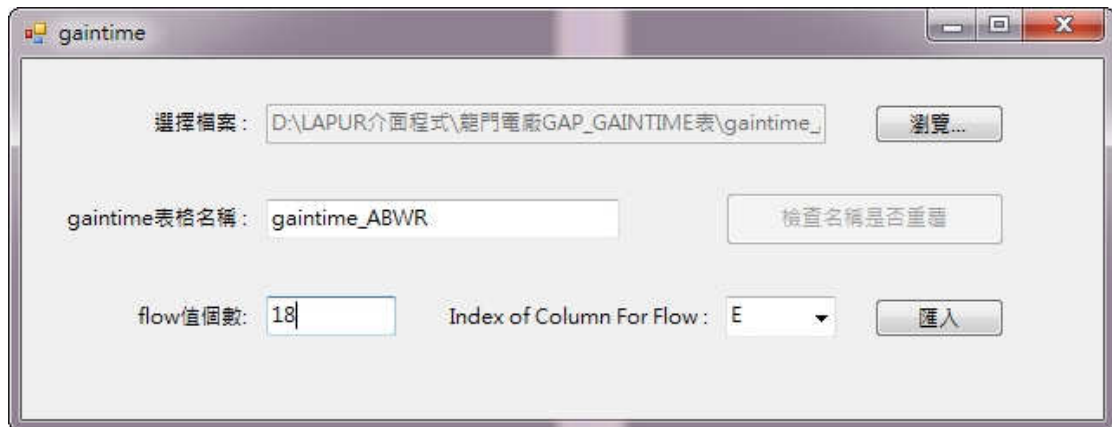 gaintime
選擇檔案： D:\LAPUR介面程式\龍門電廠GAP_GAINTIME表\gaintime_ 瀏覽...
gaintime表格名稱： gaintime_ABWR 檢查名稱是否重覆
flow值個數: 18 Index of Column For Flow： E 匯入